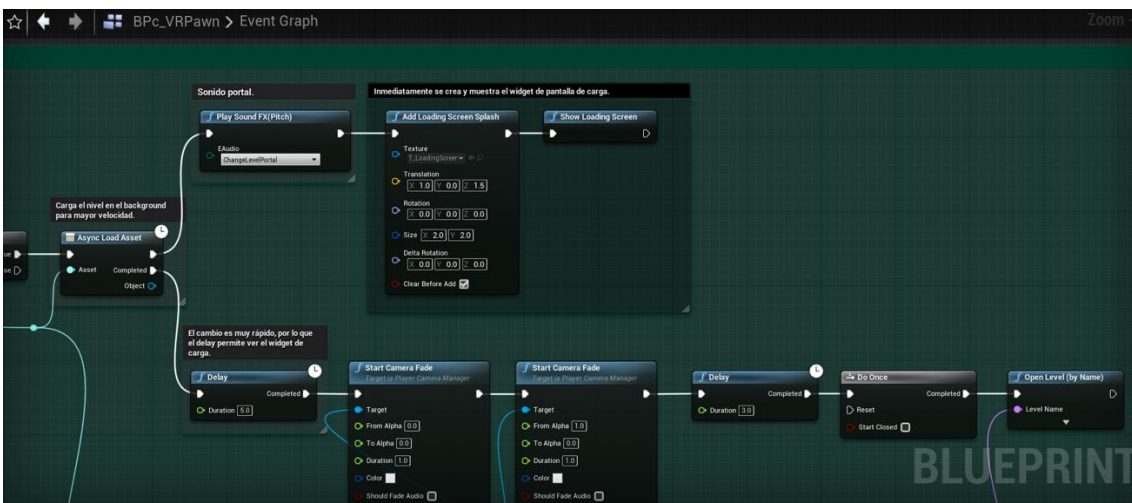 BPc_VRPawn > Event Graph
Zoom -
Sonido portal.
Inmediatamente se crea y muestra el widget de pantalla de carga.
Play Sound FX(Pitch)
EAudio
ChangeLevelPortal
Add Loading Screen Splash
Texture
T_LoadingScreer
Translation
X 1.0 Y 0.0 Z 1.5
Rotation
X 0.0 Y 0.0 Z 0.0
Size X 2.0 Y 2.0
Delta Rotation
X 0.0 Y 0.0 Z 0.0
Clear Before Add
Show Loading Screen
Carga el nivel en el background
para mayor velocidad.
ue
se
Async Load Asset
Asset Completed
Object
El cambio es muy rápido, por lo que
el delay permite ver el widget de
carga.
Delay
Completed
Duration 5.0
Start Camera Fade
Target is Player Camera Manager
Target
From Alpha 0.0
To Alpha 0.0
Duration 1.0
Color
Should Fade Audio
Start Camera Fade
Target is Player Camera Manager
Target
From Alpha 1.0
To Alpha 0.0
Duration 1.0
Color
Should Fade Audio
Delay
Completed
Duration 3.0
Do Once
Completed
Reset
Start Closed
Open Level (by Name)
Level Name
BLUEPRINT